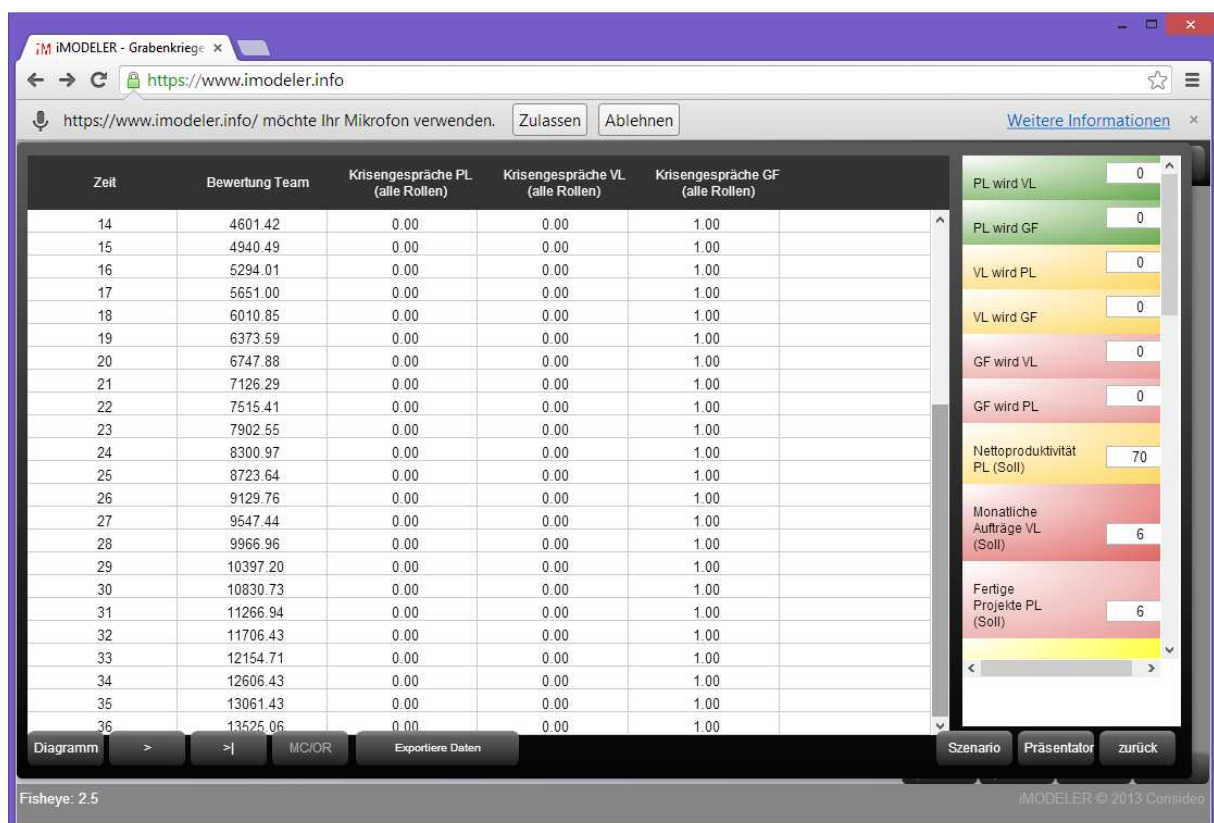 iM iMODELER - Grabenkriege ×
https://www.imodeler.info
https://www.imodeler.info/ möchte Ihr Mikrofon verwenden. Zulassen Ablehnen Weitere Informationen ×
Zeit Bewertung Team Krisengespräche PL (alle Rollen) Krisengespräche VL (alle Rollen) Krisengespräche GF (alle Rollen)
14 4601.42 0.00 0.00 1.00
15 4940.49 0.00 0.00 1.00
16 5294.01 0.00 0.00 1.00
17 5651.00 0.00 0.00 1.00
18 6010.85 0.00 0.00 1.00
19 6373.59 0.00 0.00 1.00
20 6747.88 0.00 0.00 1.00
21 7126.29 0.00 0.00 1.00
22 7515.41 0.00 0.00 1.00
23 7902.55 0.00 0.00 1.00
24 8300.97 0.00 0.00 1.00
25 8723.64 0.00 0.00 1.00
26 9129.76 0.00 0.00 1.00
27 9547.44 0.00 0.00 1.00
28 9966.96 0.00 0.00 1.00
29 10397.20 0.00 0.00 1.00
30 10830.73 0.00 0.00 1.00
31 11266.94 0.00 0.00 1.00
32 11706.43 0.00 0.00 1.00
33 12154.71 0.00 0.00 1.00
34 12606.43 0.00 0.00 1.00
35 13061.43 0.00 0.00 1.00
36 13525.06 0.00 0.00 1.00
PL wird VL 0
PL wird GF 0
VL wird PL 0
VL wird GF 0
GF wird VL 0
GF wird PL 0
Nettoproduktivität
PL (Soll) 70
Monatliche
Aufträge VL
(Soll) 6
Fertige
Projekte PL
(Soll) 6
Diagramm > >| MC/OR Exportiere Daten Szenario Präsentator zurück
Fisheye: 2.5 iMODELER © 2013 Consideo